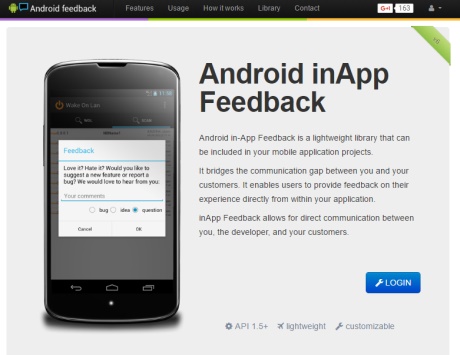 Android feedback
Features
Usage
How it works
Library
Contact
G+1
163
Hi
Android inApp
Feedback
Android in-App Feedback is a lightweight library that can
be included in your mobile application projects.
It bridges the communication gap between you and your
customers. It enables users to provide feedback on their
experience directly from within your application.
inApp Feedback allows for direct communication between
you, the developer, and your customers.
LOGIN
API 1.5+
lightweight
customizable
Wake On Lan
Feedback
Love it? Hate it? Would you like to
suggest a new feature or report a
bug? We would love to hear from you:
Your comments
bug
idea
question
Cancel
OK